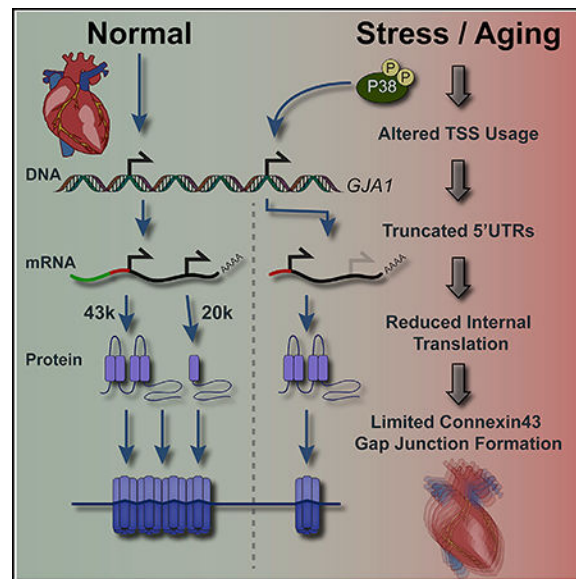 Normal
Stress / Aging
P
P
P38
Altered TSS Usage
DNA
GJA1
Truncated 5'UTRs
mRNA
AAAA
AAAA
43k
20k
Reduced Internal
Translation
Protein
Limited Connexin43
Gap Junction Formation